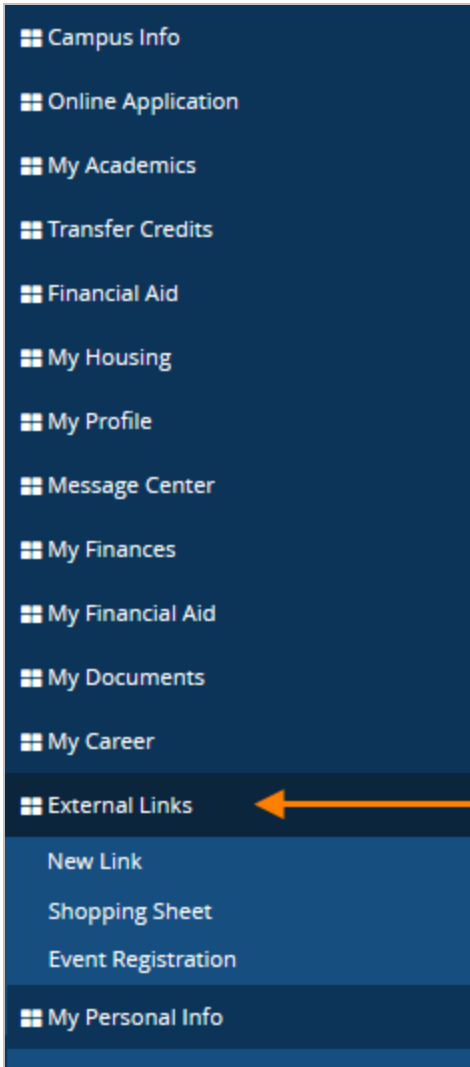 Campus Info
Online Application
My Academics
Transfer Credits
Financial Aid
My Housing
My Profile
Message Center
My Finances
My Financial Aid
My Documents
My Career
External Links
New Link
Shopping Sheet
Event Registration
My Personal Info